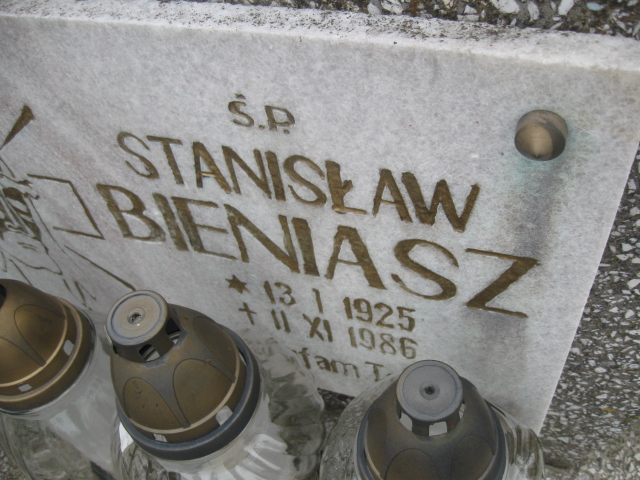 Ś.P.
STANISŁAW
BIENIASZ
* 13 I 1925
+ 11 XI 1986